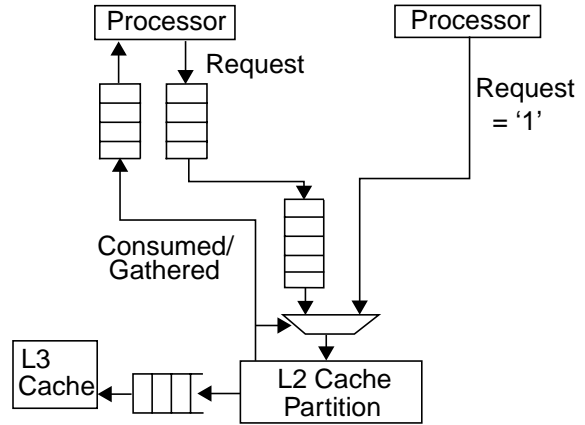 Processor
Processor
Request
Request
= ‘1’
Consumed/
Gathered
L3
Cache
L2 Cache
Partition